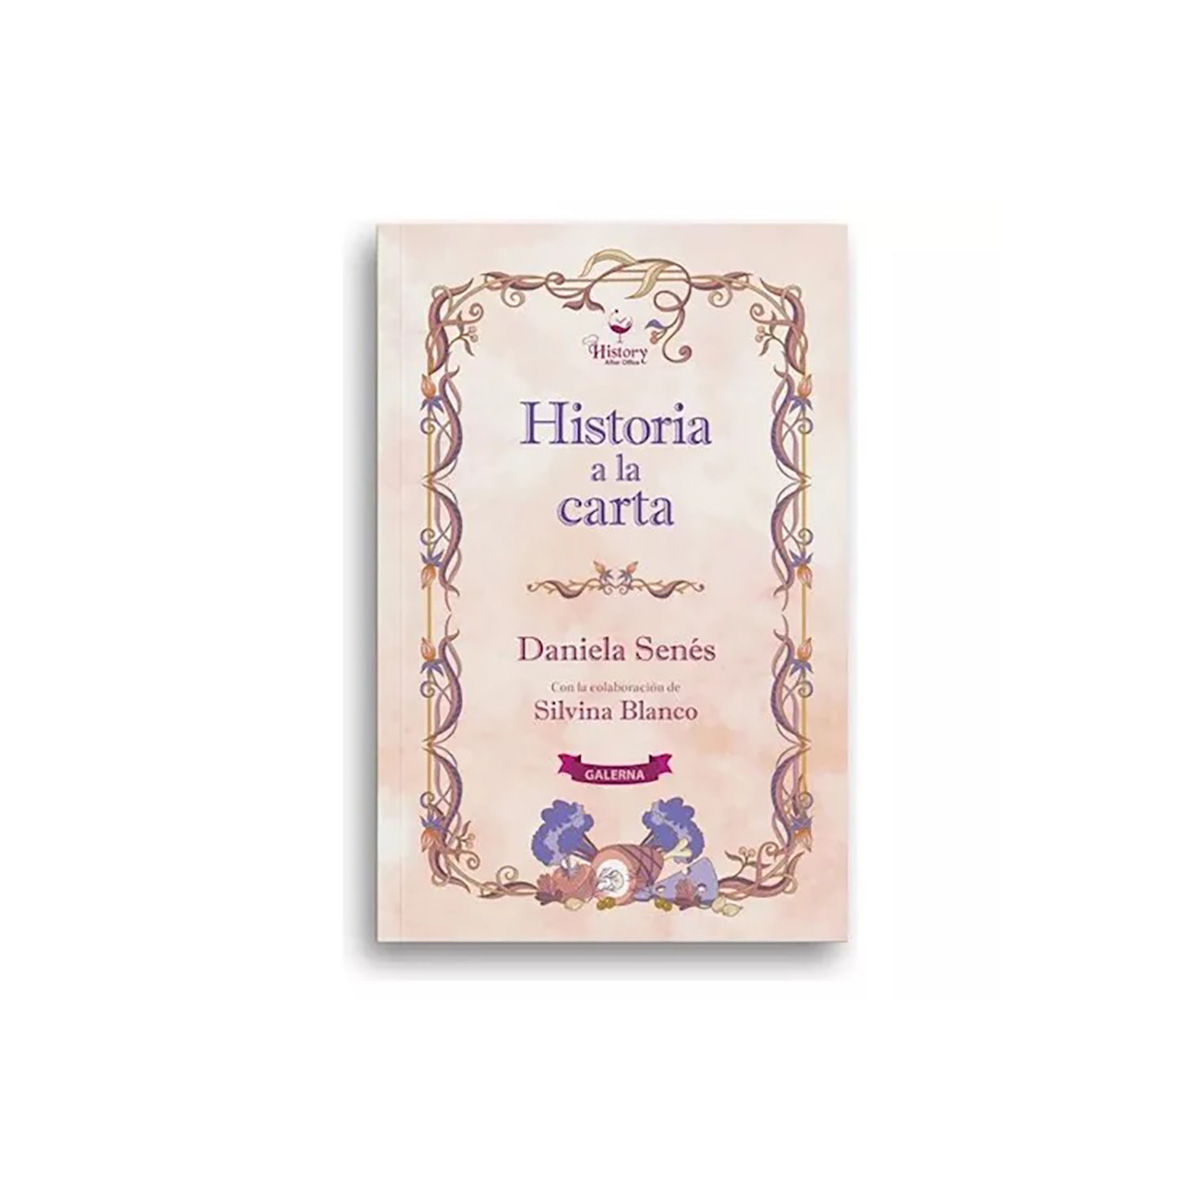 History
After Office
Historia
a la
carta
Daniela Senés
Con la colaboración de
Silvina Blanco
GALERNA